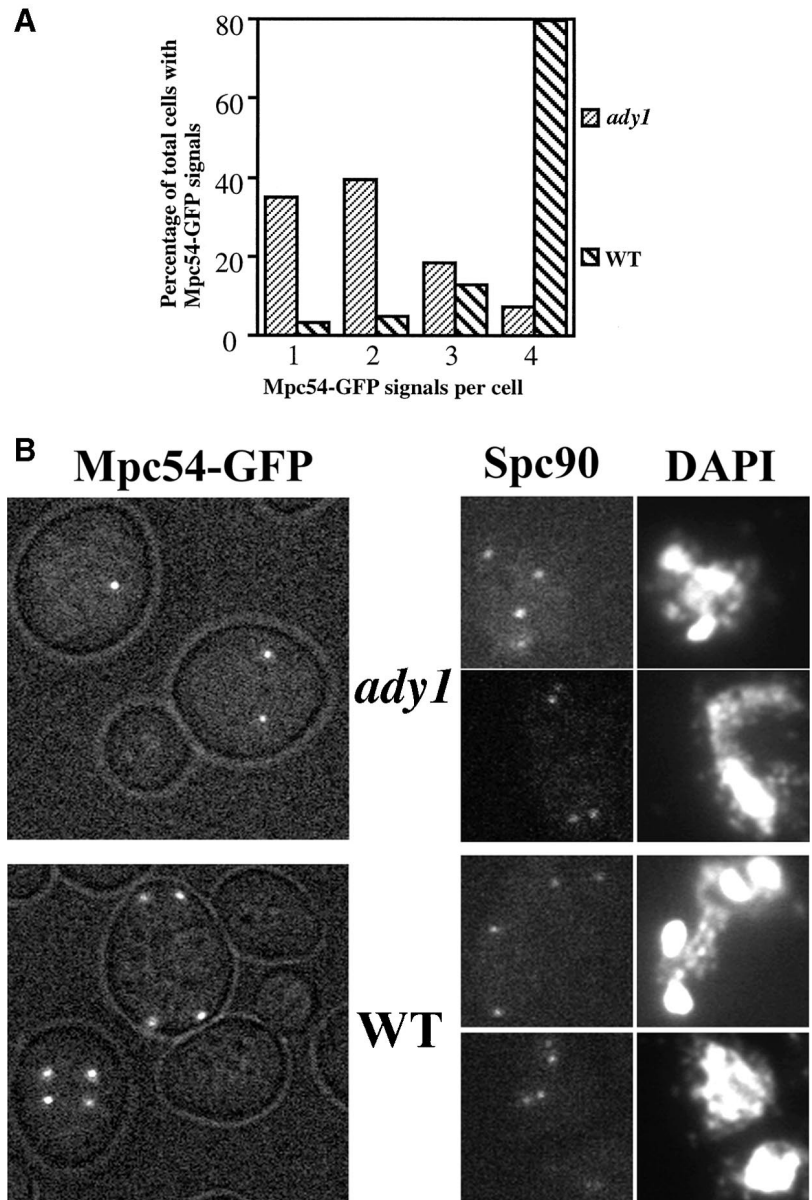 A
Percentage of total cells with
Mpc54-GFP signals
80
60
40
20
0
1 2 3 4
Mpc54-GFP signals per cell
ady1
WT
B
Mpc54-GFP Spc90 DAPI
ady1
WT